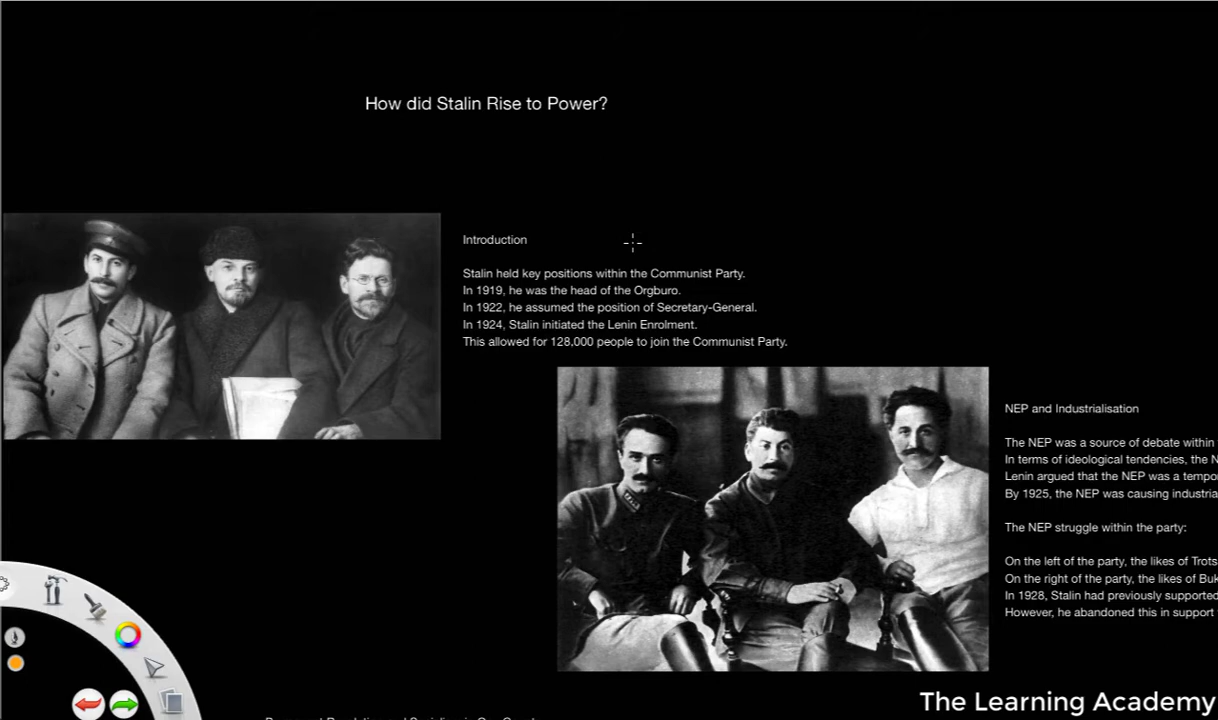 How did Stalin Rise to Power?
Introduction
Stalin held key positions within the Communist Party.
In 1919, he was the head of the Orgburo.
In 1922, he assumed the position of Secretary-General.
In 1924, Stalin initiated the Lenin Enrolment.
This allowed for 128,000 people to join the Communist Party.
NEP and Industrialisation
The NEP was a source of debate within
In terms of ideological tendencies, the N
Lenin argued that the NEP was a tempo
By 1925, the NEP was causing industria
The NEP struggle within the party:
On the left of the party, the likes of Trots
On the right of the party, the likes of Buk
In 1928, Stalin had previously supported
However, he abandoned this in support
The Learning Academy